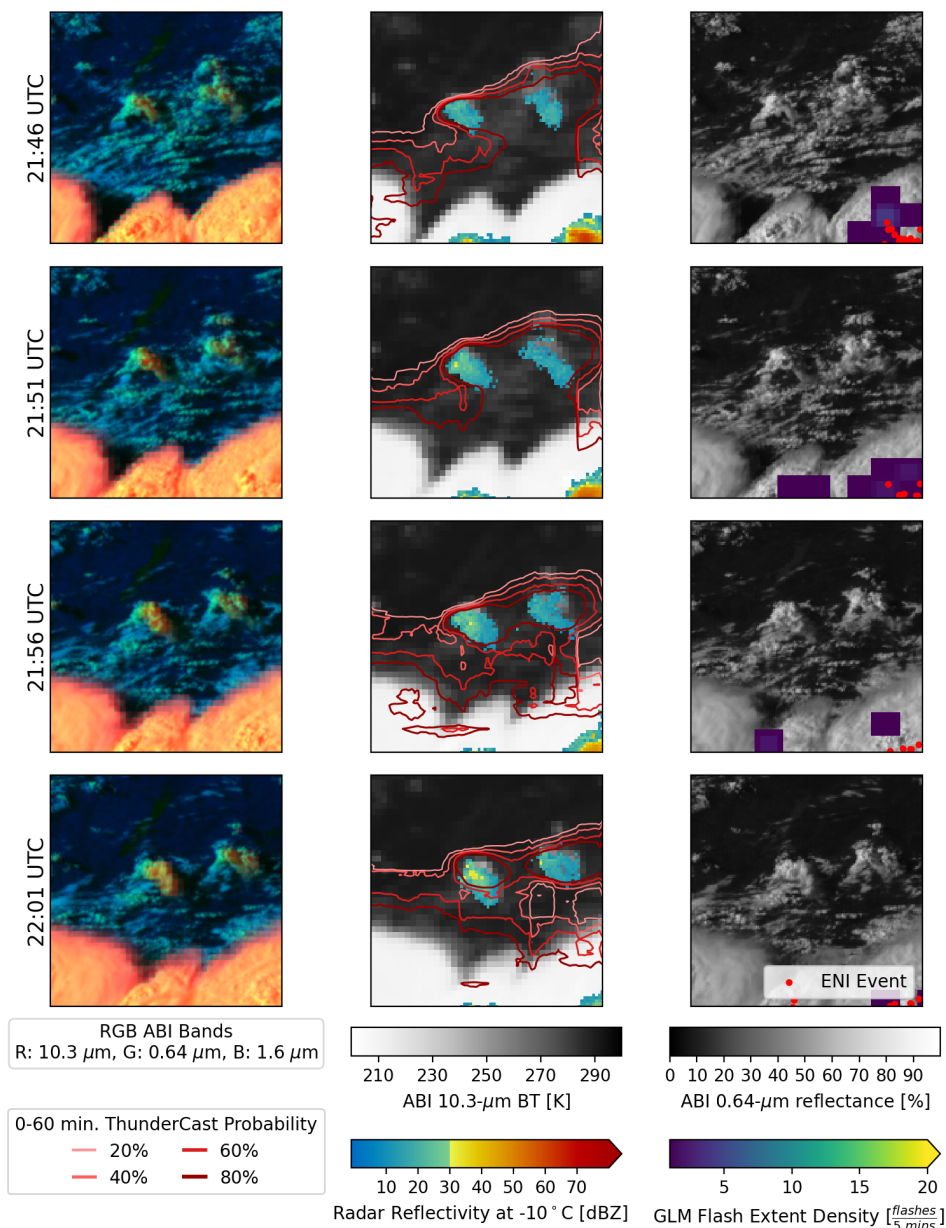 21:46 UTC
21:51 UTC
21:56 UTC
22:01 UTC
ENI Event
RGB ABI Bands
R: 10.3 μm, G: 0.64 μm, B: 1.6 μm
210 230 250 270 290
ABI 10.3-μm BT [K]
0 10 20 30 40 50 60 70 80 90
ABI 0.64-μm reflectance [%]
0-60 min. ThunderCast Probability
20% 60%
40% 80%
10 20 30 40 50 60 70
Radar Reflectivity at -10°C [dBZ]
5 10 15 20
GLM Flash Extent Density [flashes/5 mins]